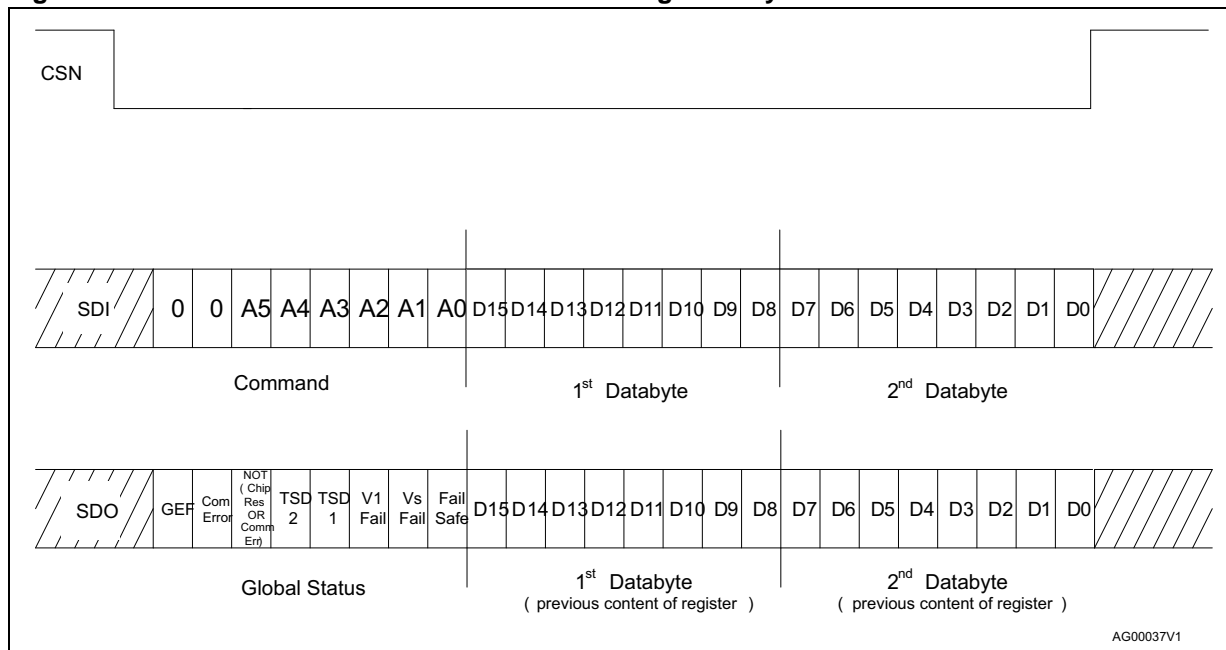 CSN
SDI 0 0 A5 A4 A3 A2 A1 A0 D15 D14 D13 D12 D11 D10 D9 D8 D7 D6 D5 D4 D3 D2 D1 D0
Command 1st Databyte 2nd Databyte
SDO GEF Com Error NOT ( Chip Res OR Comm Err) TSD 2 TSD 1 V1 Fail Vs Fail Fail Safe D15 D14 D13 D12 D11 D10 D9 D8 D7 D6 D5 D4 D3 D2 D1 D0
Global Status 1st Databyte 2nd Databyte
( previous content of register ) ( previous content of register )
AG00037V1